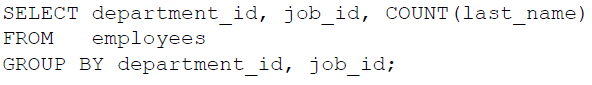 SELECT department_id, job_id, COUNT(last_name)
FROM   employees
GROUP BY department_id, job_id;